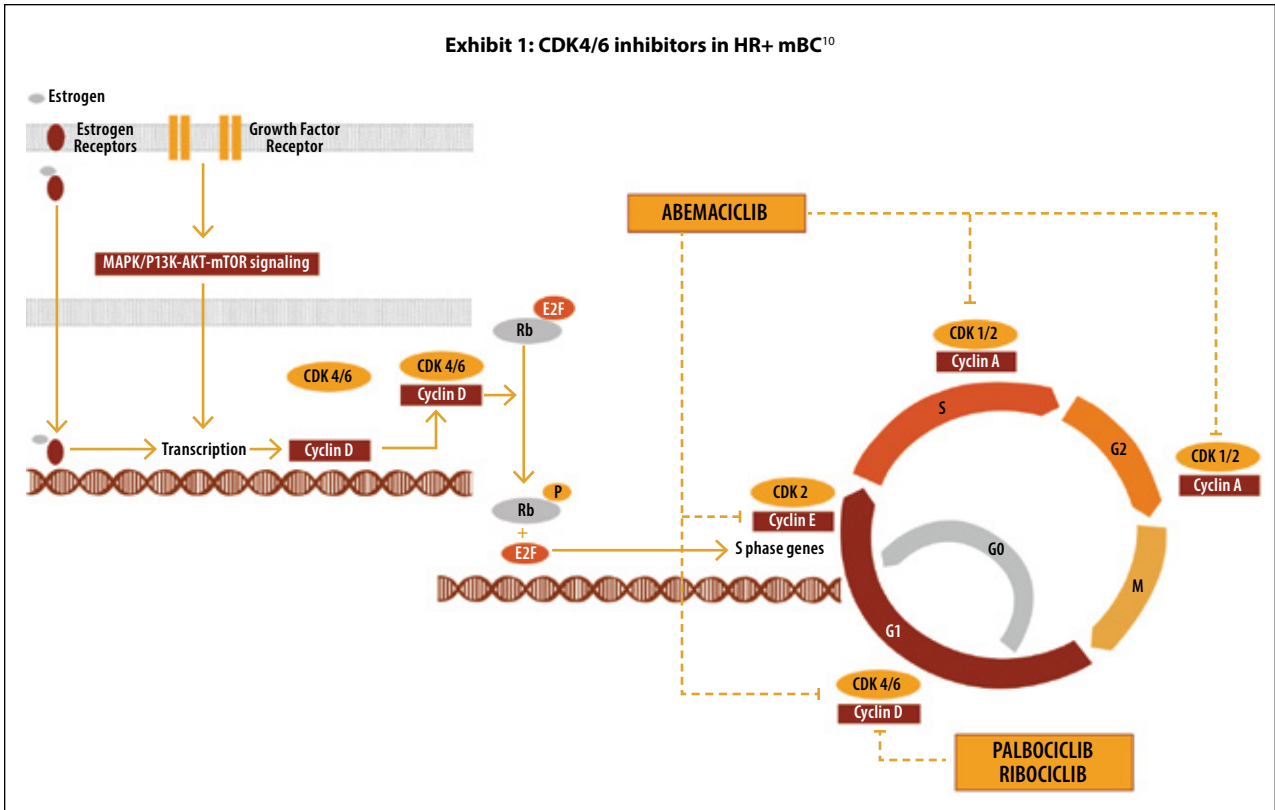 Exhibit 1: CDK4/6 inhibitors in HR+ mBC10
Estrogen
Estrogen
Receptors
Growth Factor
Receptor
MAPK/P13K-AKT-mTOR signaling
CDK 4/6
CDK 4/6
Cyclin D
Transcription
Cyclin D
E2F
Rb
P
Rb
+
E2F
S phase genes
ABEMACICLIB
CDK 1/2
Cyclin A
CDK 1/2
Cyclin A
CDK 2
Cyclin E
S
G2
M
G0
G1
CDK 4/6
Cyclin D
PALBOCICLIB
RIBOCICLIB